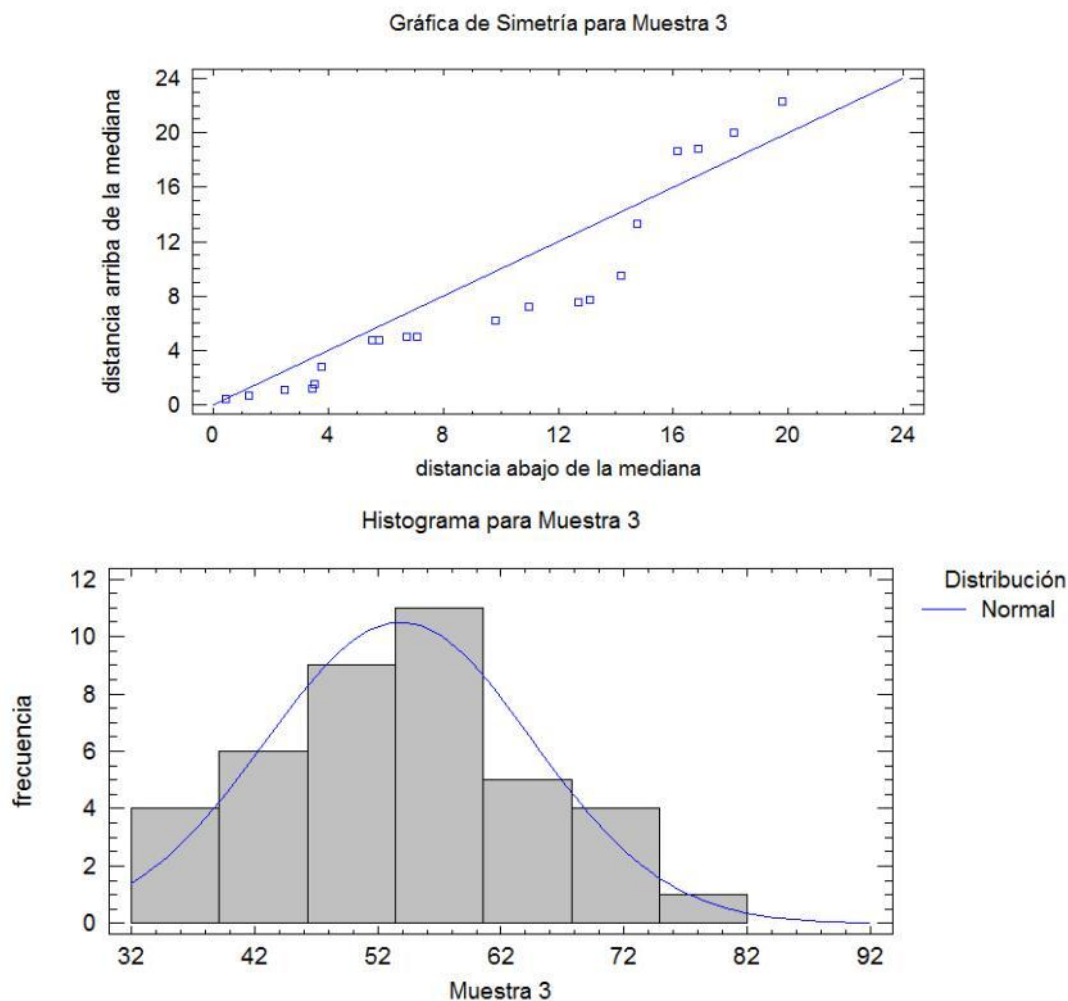 Gráfica de Simetría para Muestra 3
distancia arriba de la mediana
24
20
16
12
8
4
0
0 4 8 12 16 20 24
distancia abajo de la mediana
Histograma para Muestra 3
frecuencia
12
10
8
6
4
2
0
32 42 52 62 72 82 92
Muestra 3
Distribución
Normal